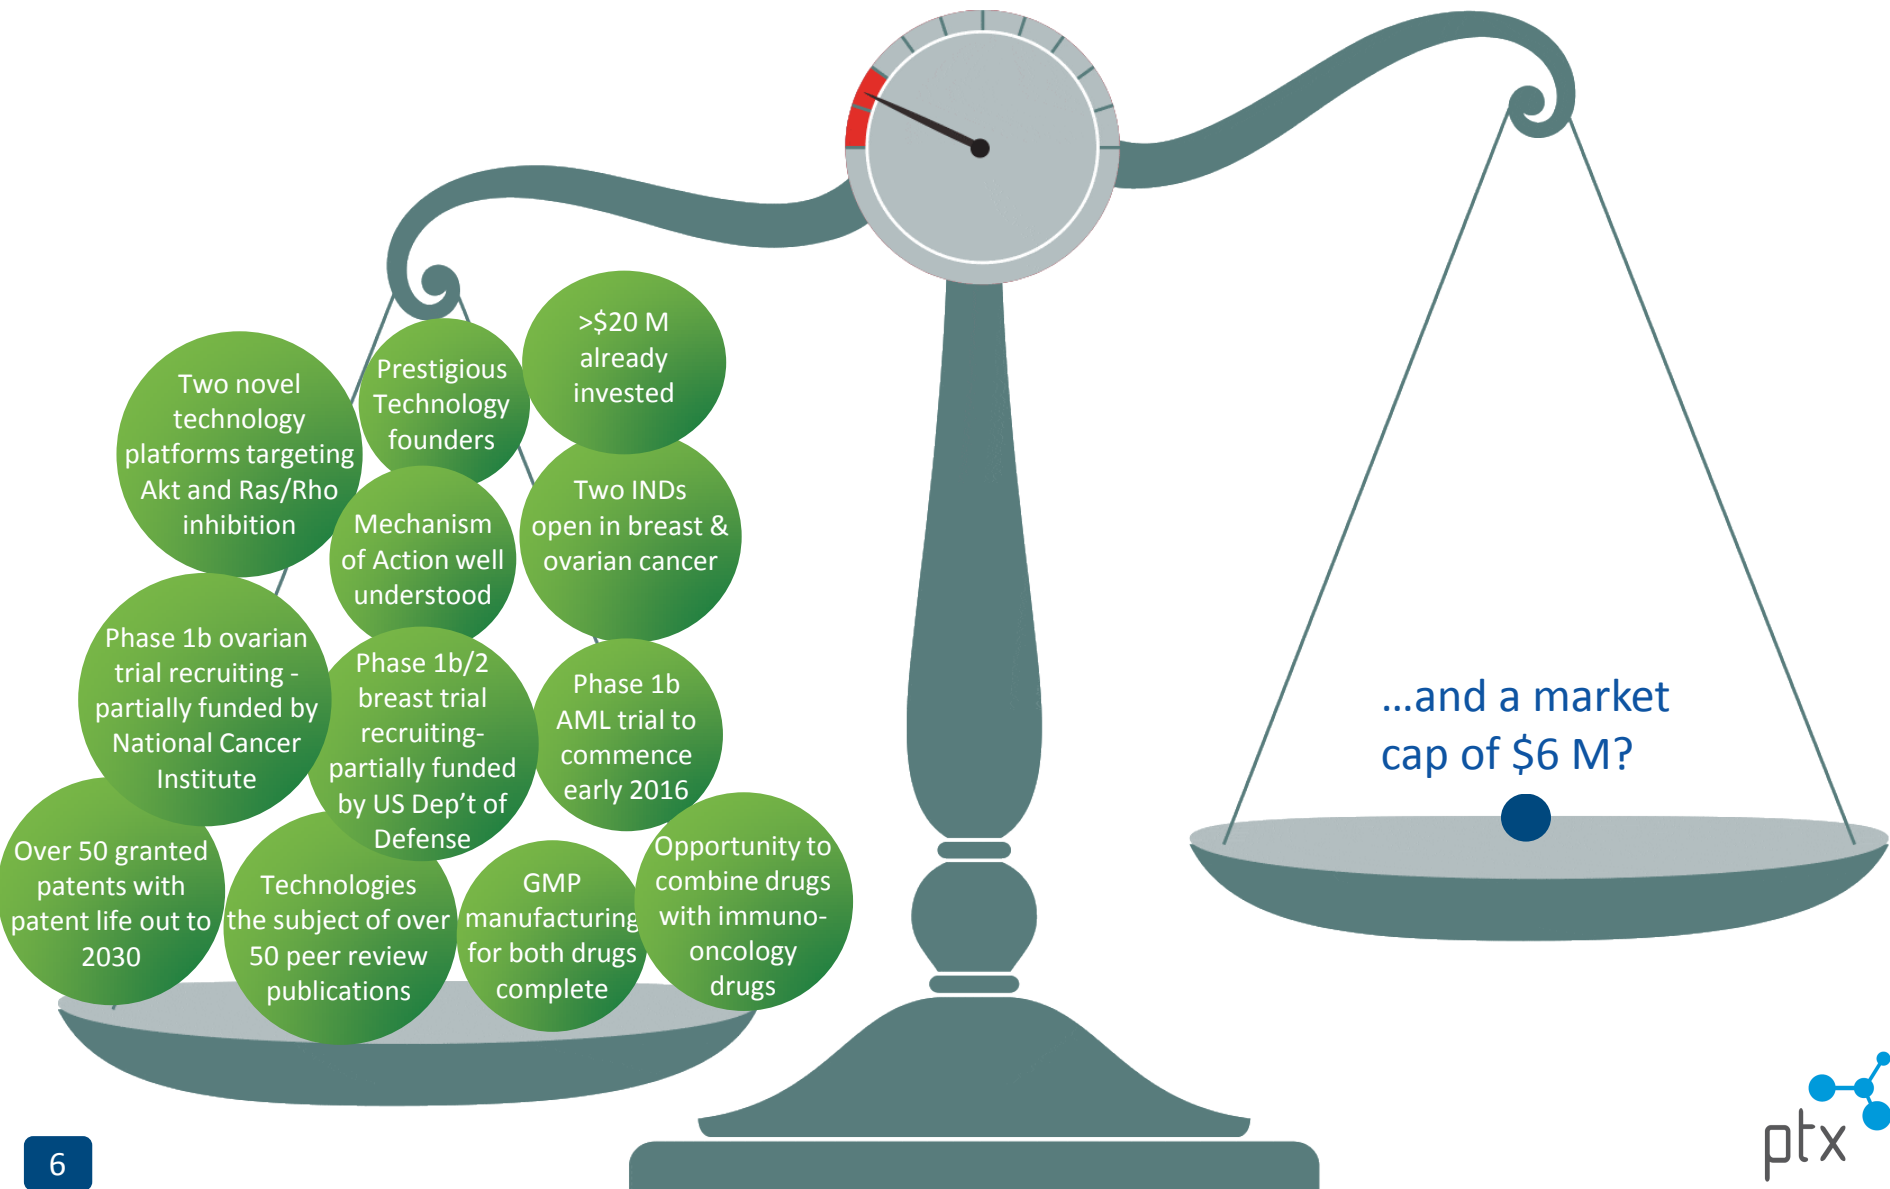 >$20 M
already
invested
Prestigious
Technology
founders
Two novel
technology
platforms targeting
Akt and Ras/Rho
inhibition
Two INDs
open in breast &
ovarian cancer
Mechanism
of Action well
understood
Phase 1b ovarian
trial recruiting -
partially funded by
National Cancer
Institute
Phase 1b/2
breast trial
recruiting-
partially funded
by US Dep’t of
Defense
Phase 1b
AML trial to
commence
early 2016
Over 50 granted
patents with
patent life out to
2030
Technologies
the subject of over
50 peer review
publications
GMP
manufacturing
for both drugs
complete
Opportunity to
combine drugs
with immuno-
oncology
drugs
...and a market
cap of $6 M?
6
ptx